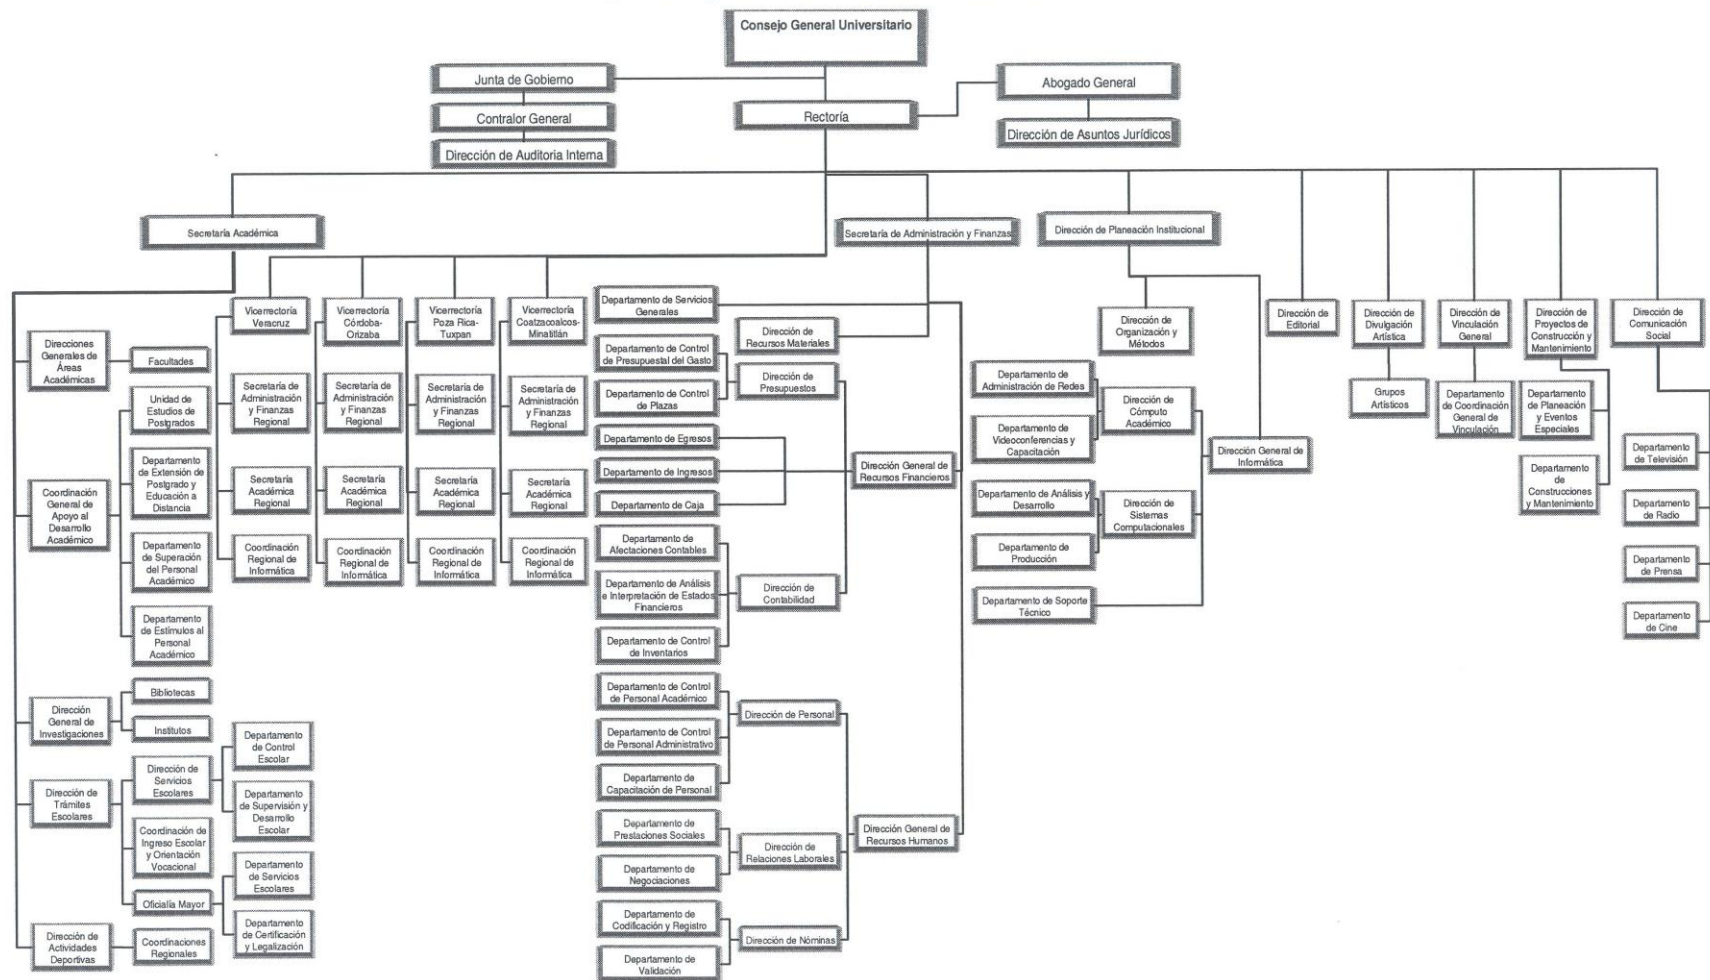 Consejo General Universitario
Junta de Gobierno
Abogado General
Contralor General
Rectoría
Dirección de Asuntos Jurídicos
Dirección de Auditoria Interna
Secretaría Académica
Secretaría de Administración y Finanzas
Dirección de Planeación Institucional
Direcciones
Generales de
Áreas
Académicas
Facultades
Coordinación
General de
Apoyo al
Desarrollo
Académico
Unidad de
Estudios de
Postgrados
Departamento
de Extensión de
Postgrado y
Educación a
Distancia
Departamento
de Superación
del Personal
Académico
Departamento
de Estímulos al
Personal
Académico
Dirección
General de
Investigaciones
Bibliotecas
Institutos
Dirección de
Trámites
Escolares
Dirección de
Servicios
Escolares
Departamento
de Control
Escolar
Departamento
de Supervisión y
Desarrollo
Escolar
Coordinación de
Ingreso Escolar
y Orientación
Vocacional
Oficialía Mayor
Departamento
de Servicios
Escolares
Departamento
de Certificación
y Legalización
Dirección de
Actividades
Deportivas
Coordinaciones
Regionales
Vicerrectoría
Veracruz
Secretaría de
Administración
y Finanzas
Regional
Secretaría
Académica
Regional
Coordinación
Regional de
Informática
Vicerrectoría
Córdoba-
Orizaba
Secretaría de
Administración
y Finanzas
Regional
Secretaría
Académica
Regional
Coordinación
Regional de
Informática
Vicerrectoría
Poza Rica-
Tuxpan
Secretaría de
Administración
y Finanzas
Regional
Secretaría
Académica
Regional
Coordinación
Regional de
Informática
Vicerrectoría
Coatzacoalcos-
Minatitlán
Secretaría de
Administración
y Finanzas
Regional
Secretaría
Académica
Regional
Coordinación
Regional de
Informática
Departamento de Servicios
Generales
Dirección de
Recursos Materiales
Departamento de Control
de Presupuestal del Gasto
Departamento de Control
de Plazas
Dirección de
Presupuestos
Departamento de Egresos
Departamento de Ingresos
Departamento de Caja
Dirección General de
Recursos Financieros
Departamento de
Afectaciones Contables
Departamento de Análisis
e Interpretación de Estados
Financieros
Departamento de Control
de Inventarios
Dirección de
Contabilidad
Departamento de Control
de Personal Académico
Departamento de Control
de Personal Administrativo
Departamento de
Capacitación de Personal
Dirección de Personal
Departamento de
Prestaciones Sociales
Departamento de
Negociaciones
Dirección de
Relaciones Laborales
Dirección General de
Recursos Humanos
Departamento de
Codificación y Registro
Departamento de
Validación
Dirección de Nóminas
Dirección de
Organización y
Métodos
Departamento de
Administración de Redes
Departamento de
Videoconferencias y
Capacitación
Dirección de
Cómputo
Académico
Dirección General de
Informática
Departamento de Análisis y
Desarrollo
Departamento de
Producción
Dirección de
Sistemas
Computacionales
Departamento de Soporte
Técnico
Dirección de
Editorial
Dirección de
Divulgación
Artística
Grupos
Artísticos
Dirección de
Vinculación
General
Departamento
de Coordinación
General de
Vinculación
Dirección de
Proyectos de
Construcción y
Mantenimiento
Departamento
de Planeación
y Eventos
Especiales
Departamento
de
Construcciones
y Mantenimiento
Dirección de
Comunicación
Social
Departamento
de Televisión
Departamento
de Radio
Departamento
de Prensa
Departamento
de Cine